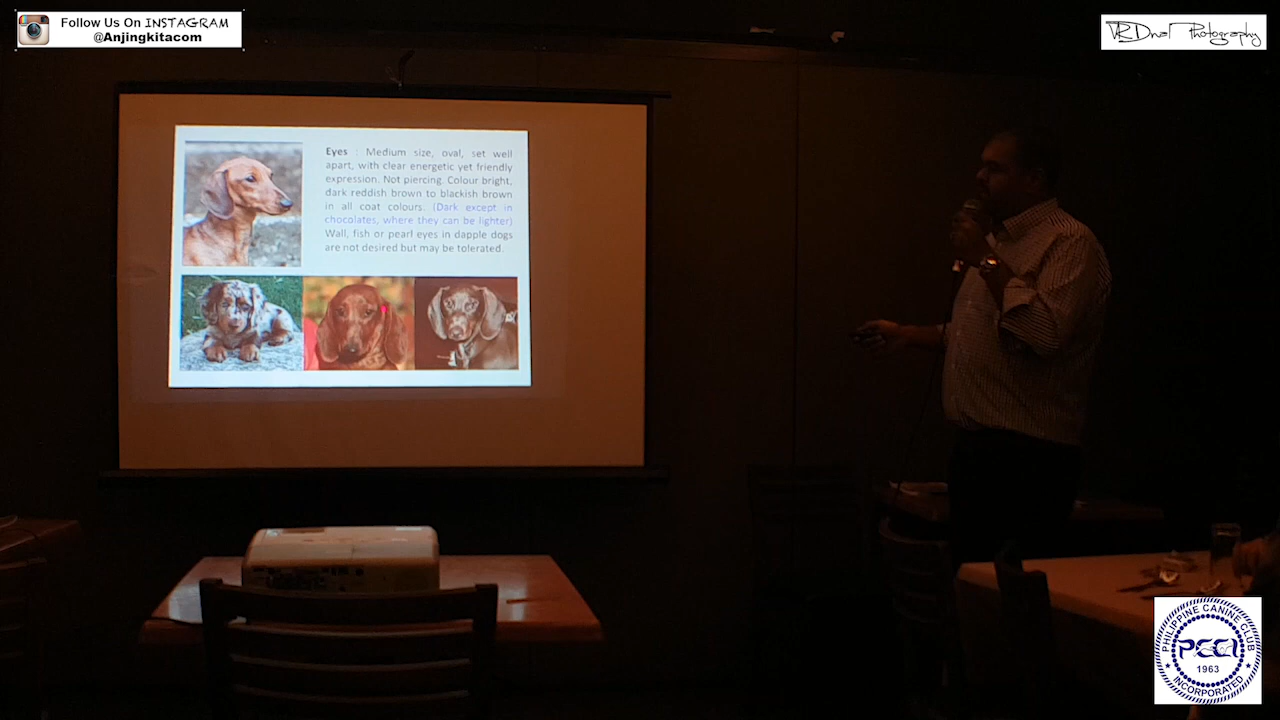 Follow Us On INSTAGRAM
@Anjingkitacom
VRDnal Photography
Eyes : Medium size, oval, set well
apart, with clear energetic yet friendly
expression. Not piercing. Colour bright,
dark reddish brown to blackish brown
in all coat colours. (Dark except in
chocolates, where they can be lighter)
Wall, fish or pearl eyes in dapple dogs
are not desired but may be tolerated.
PHILIPPINE CANINE CLUB
PCCI
1963
INCORPORATED